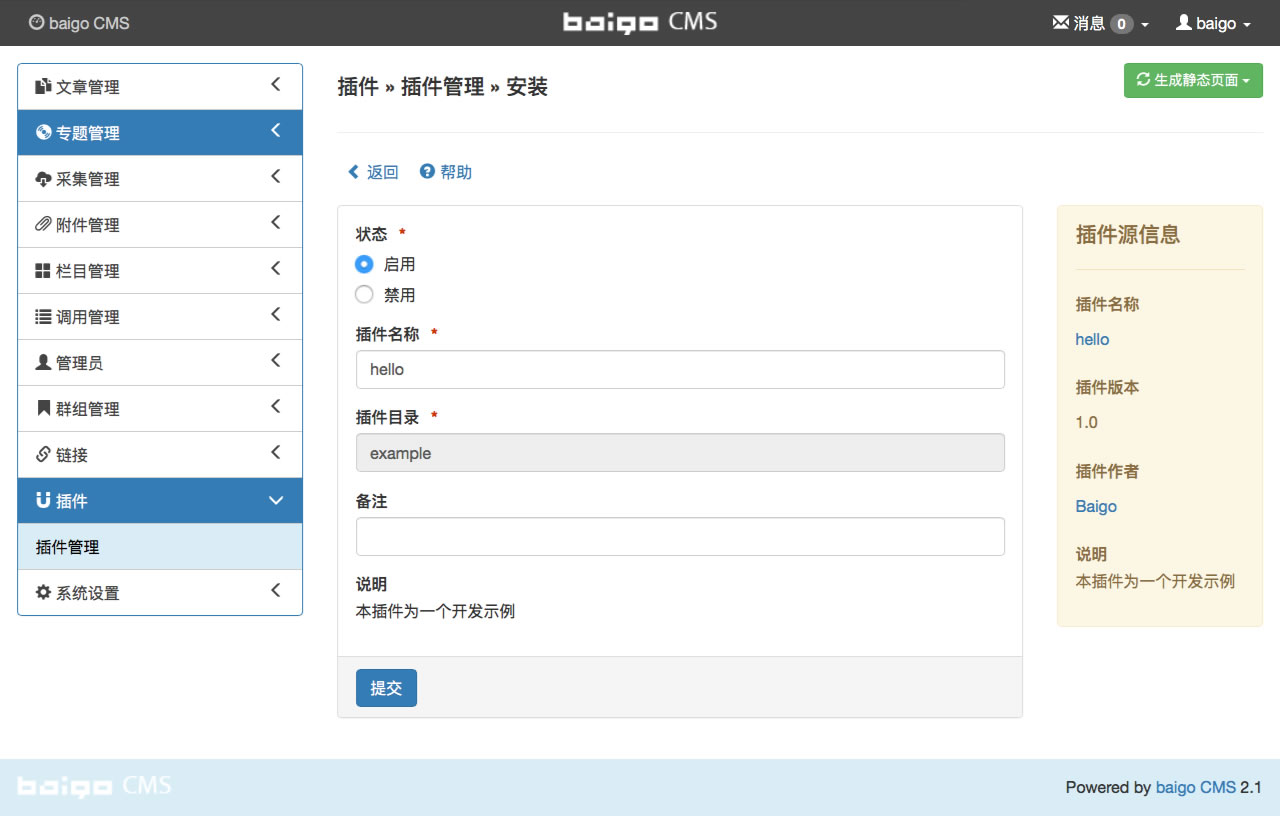 baigo CMS
baigo CMS
消息 0
baigo
文章管理
专题管理
采集管理
附件管理
栏目管理
调用管理
管理员
群组管理
链接
插件
插件管理
系统设置
插件 » 插件管理 » 安装
生成静态页面
返回
帮助
状态 *
启用
禁用
插件名称 *
hello
插件目录 *
example
备注
说明
本插件为一个开发示例
提交
插件源信息
插件名称
hello
插件版本
1.0
插件作者
Baigo
说明
本插件为一个开发示例
baigo CMS
Powered by baigo CMS 2.1